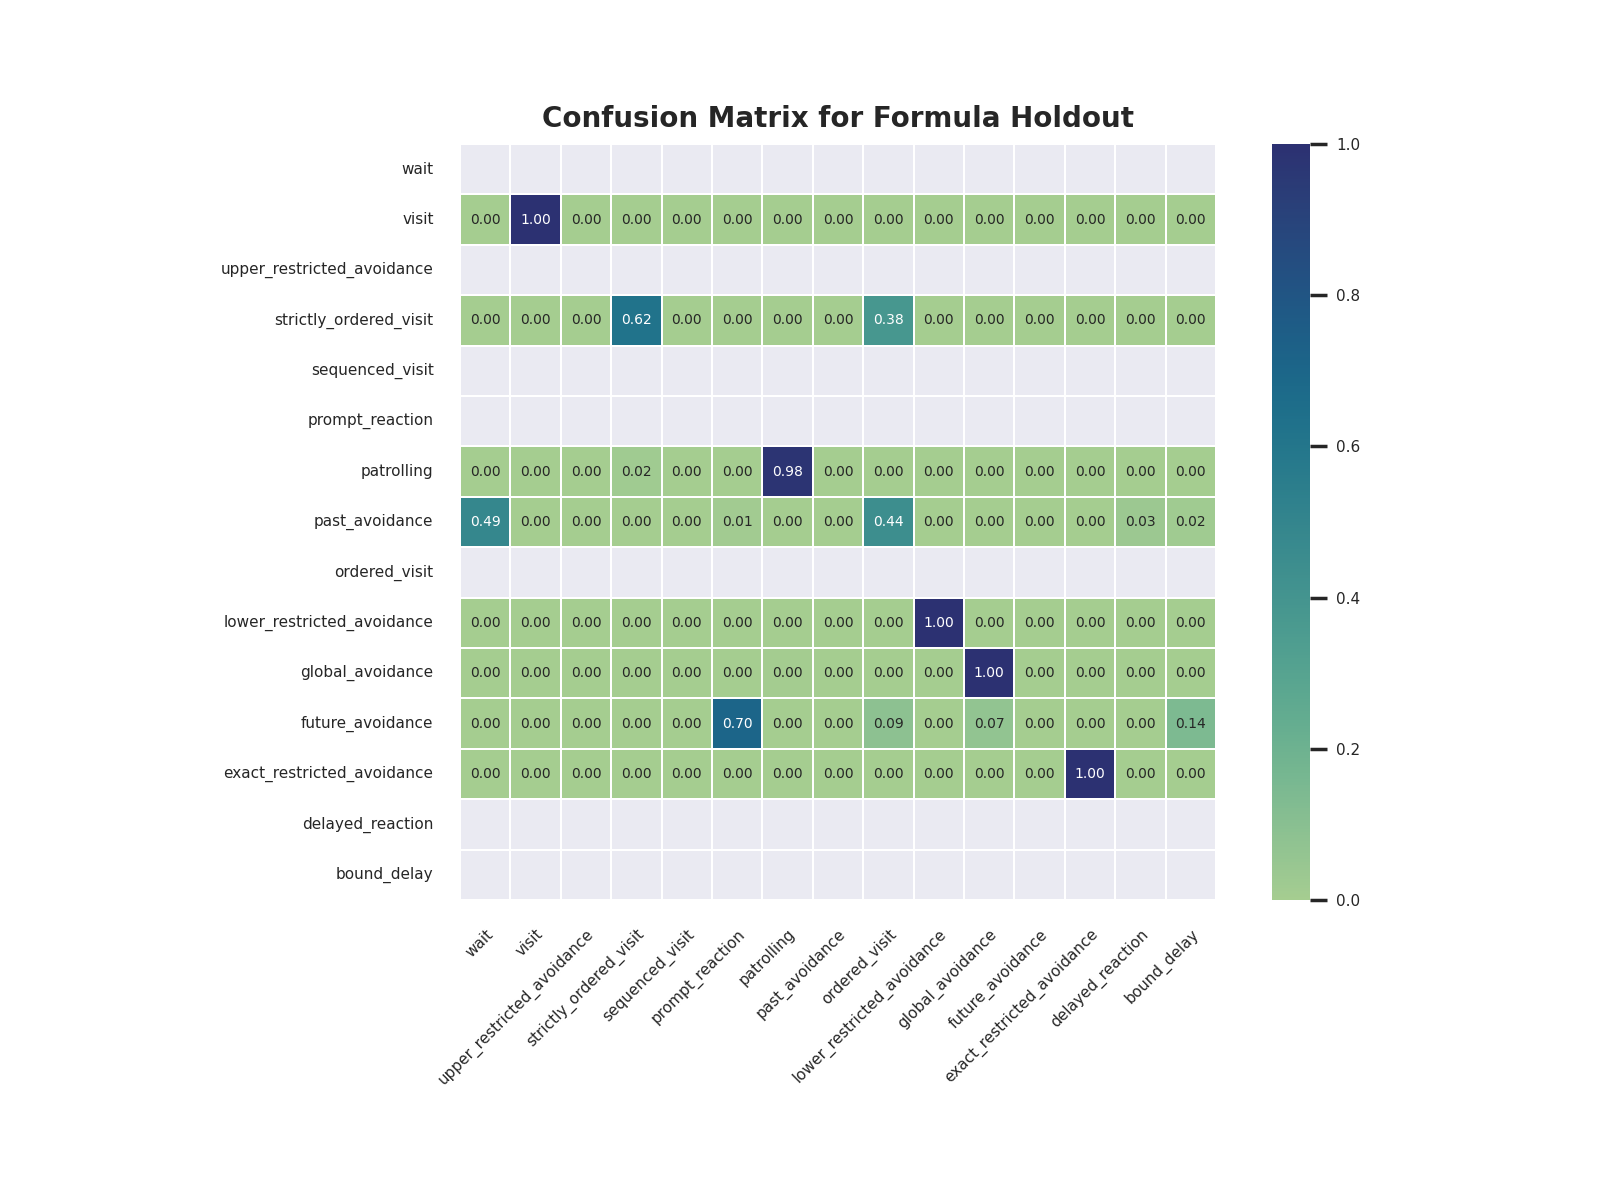 Confusion Matrix for Formula Holdout
wait
visit 0.00 1.00 0.00 0.00 0.00 0.00 0.00 0.00 0.00 0.00 0.00 0.00 0.00 0.00 0.00
upper_restricted_avoidance
strictly_ordered_visit 0.00 0.00 0.00 0.62 0.00 0.00 0.00 0.00 0.38 0.00 0.00 0.00 0.00 0.00 0.00
sequenced_visit
prompt_reaction
patrolling 0.00 0.00 0.00 0.02 0.00 0.00 0.98 0.00 0.00 0.00 0.00 0.00 0.00 0.00 0.00
past_avoidance 0.49 0.00 0.00 0.00 0.00 0.01 0.00 0.00 0.44 0.00 0.00 0.00 0.00 0.03 0.02
ordered_visit
lower_restricted_avoidance 0.00 0.00 0.00 0.00 0.00 0.00 0.00 0.00 0.00 1.00 0.00 0.00 0.00 0.00 0.00
global_avoidance 0.00 0.00 0.00 0.00 0.00 0.00 0.00 0.00 0.00 0.00 1.00 0.00 0.00 0.00 0.00
future_avoidance 0.00 0.00 0.00 0.00 0.00 0.70 0.00 0.00 0.09 0.00 0.07 0.00 0.00 0.00 0.14
exact_restricted_avoidance 0.00 0.00 0.00 0.00 0.00 0.00 0.00 0.00 0.00 0.00 0.00 0.00 1.00 0.00 0.00
delayed_reaction
bound_delay
wait
visit
upper_restricted_avoidance
strictly_ordered_visit
sequenced_visit
prompt_reaction
patrolling
past_avoidance
ordered_visit
lower_restricted_avoidance
global_avoidance
future_avoidance
exact_restricted_avoidance
delayed_reaction
bound_delay
1.0
0.8
0.6
0.4
0.2
0.0